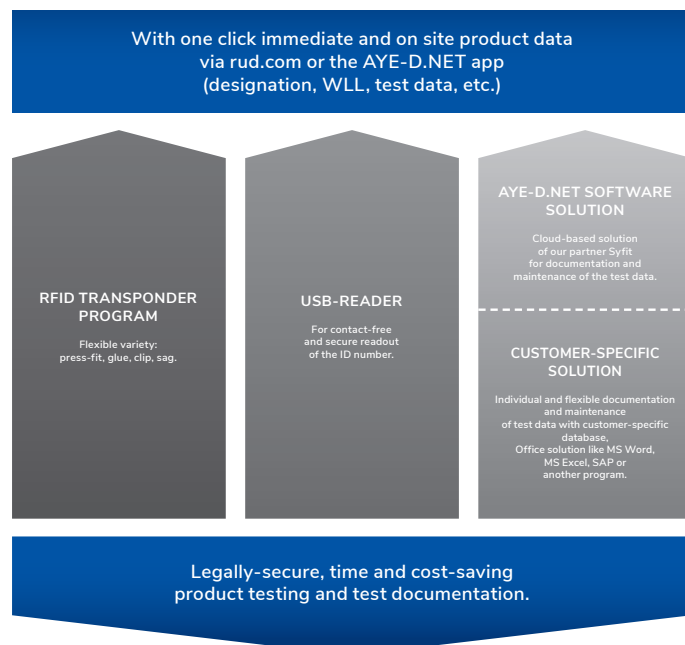 With one click immediate and on site product data
via rud.com or the AYE-D.NET app
(designation, WLL, test data, etc.)
RFID TRANSPONDER
PROGRAM
Flexible variety:
press-fit, glue, clip, sag.
USB-READER
For contact-free
and secure readout
of the ID number.
AYE-D.NET SOFTWARE
SOLUTION
Cloud-based solution
of our partner Syfit
for documentation and
maintenance of the test data.
CUSTOMER-SPECIFIC
SOLUTION
Individual and flexible documentation
and maintenance
of test data with customer-specific
database,
Office solution like MS Word,
MS Excel, SAP or
another program.
Legally-secure, time and cost-saving
product testing and test documentation.